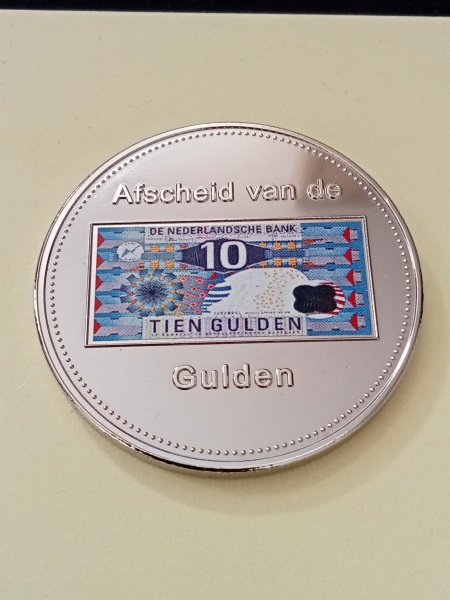 Afscheid van de
DE NEDERLANDSCHE BANK
10
TIEN GULDEN
Gulden